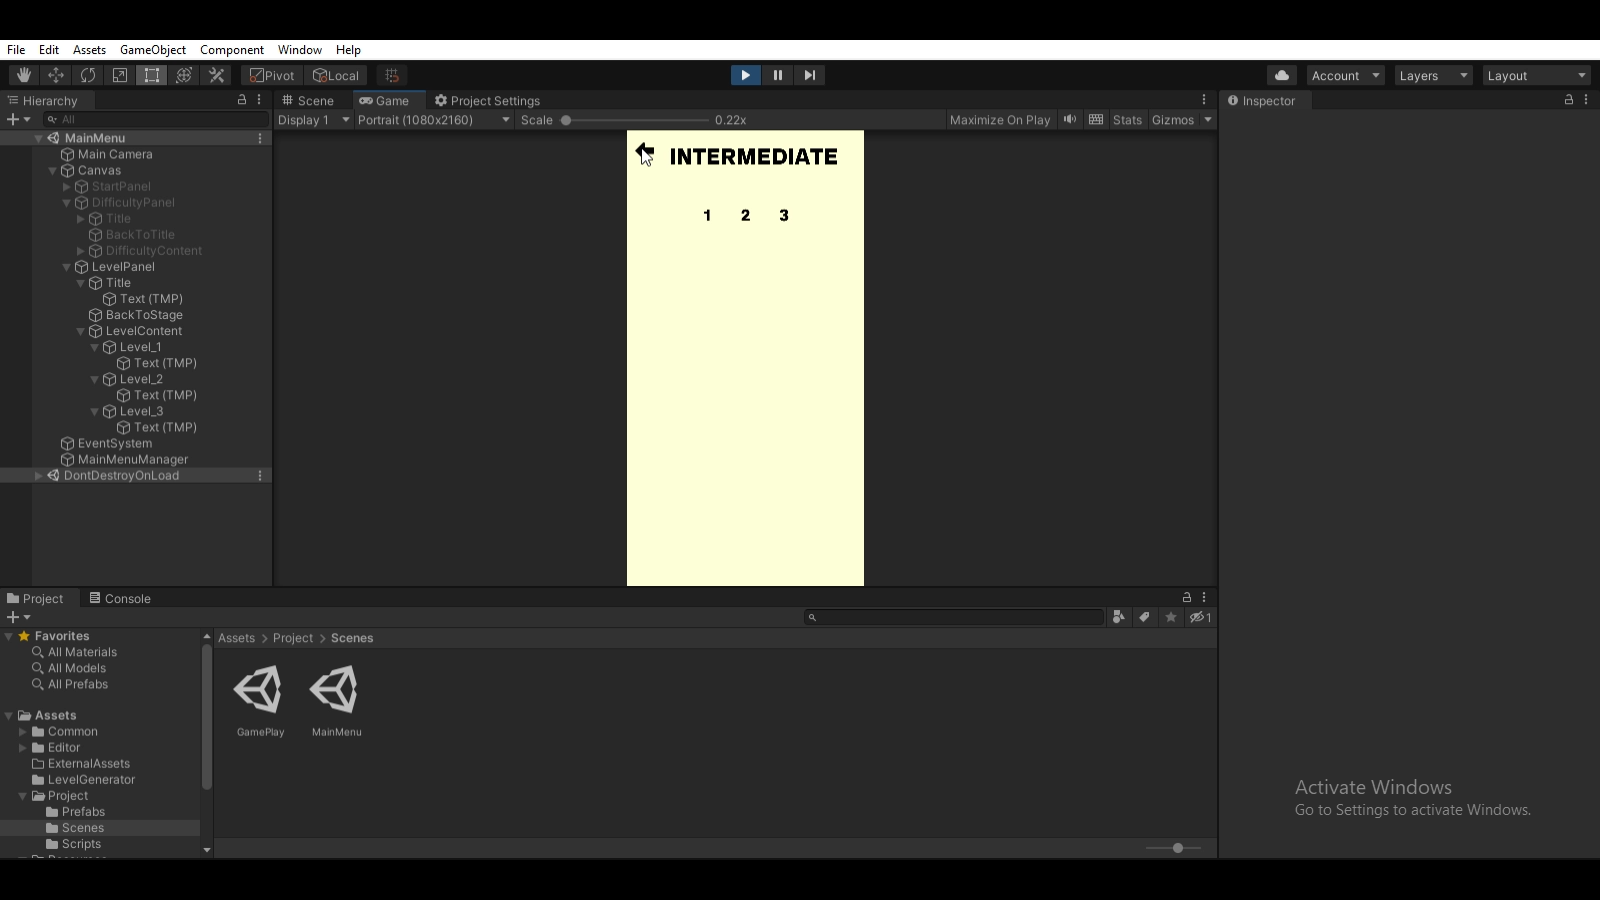 File Edit Assets GameObject Component Window Help
Pivot Local Account Layers Layout
Hierarchy Scene Game Project Settings Inspector
All Display 1 Portrait (1080x2160) Scale 0.22x Maximize On Play Stats Gizmos
MainMenu
Main Camera
Canvas
StartPanel
DifficultyPanel
Title
BackToTitle
DifficultyContent
LevelPanel
Title
Text (TMP)
BackToStage
LevelContent
Level_1
Text (TMP)
Level_2
Text (TMP)
Level_3
Text (TMP)
EventSystem
MainMenuManager
DontDestroyOnLoad
INTERMEDIATE
1 2 3
Project Console
1
Favorites
All Materials
All Models
All Prefabs
Assets
Common
Editor
ExternalAssets
LevelGenerator
Project
Prefabs
Scenes
Scripts
Assets > Project > Scenes
GamePlay MainMenu
Activate Windows
Go to Settings to activate Windows.